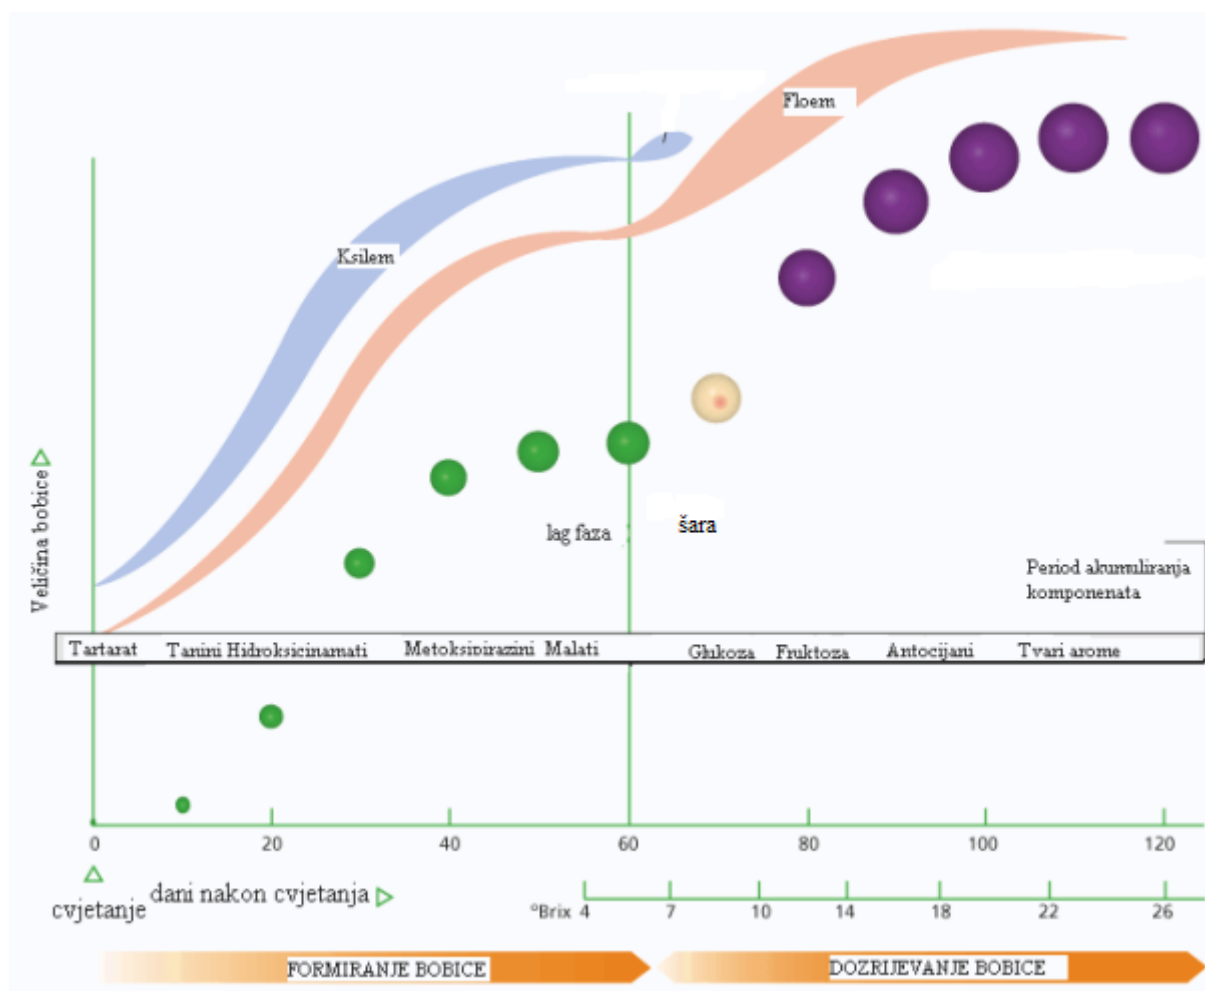 Floem
Ksilem
Veličina bobice
lag faza
šara
Period akumuliranja
komponenata
Tartarat Tanini Hidroksicinamati Metoksipirazini Malati Glukoza Fruktoza Antocijani Tvari arome
0 20 40 60 80 100 120
dani nakon cvjetanja
cvjetanje
°Brix 4 7 10 14 18 22 26
FORMIRANJE BOBICE DOZRIJEVANJE BOBICE